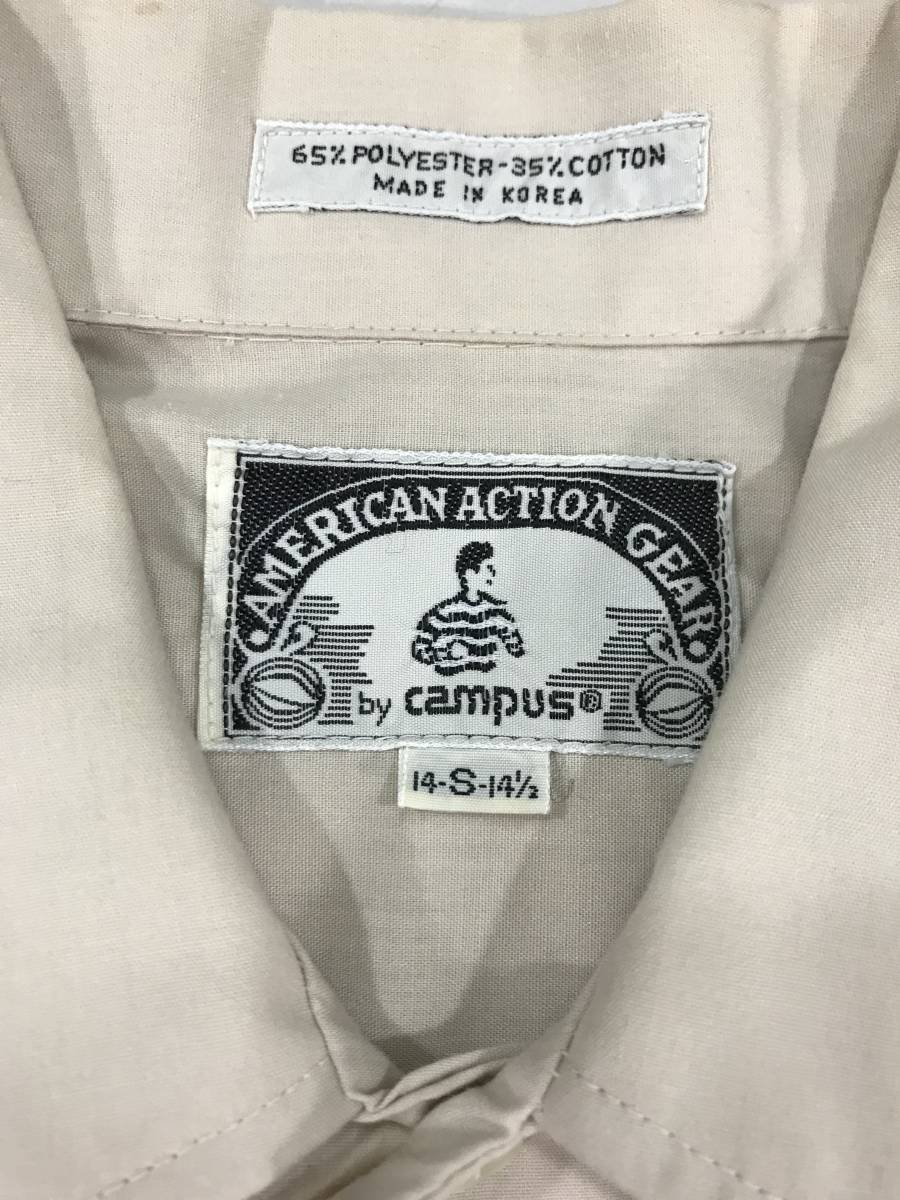 65% POLYESTER-35% COTTON
MADE IN KOREA
AMERICAN ACTION GEAR
by campus®
14-S-14½